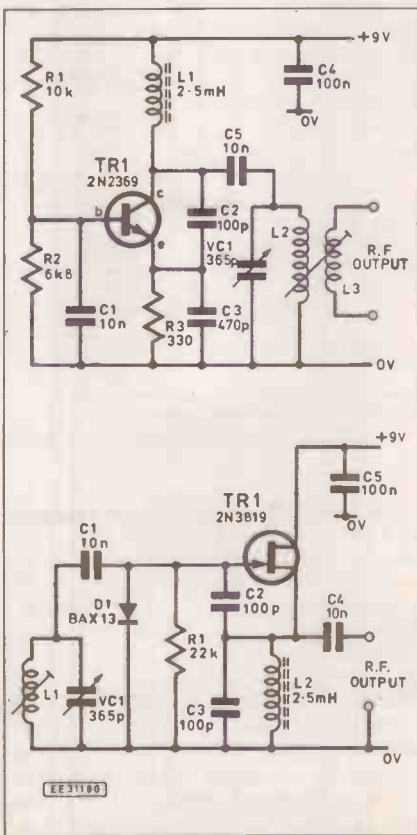 +9V
R1
10k
L1
2·5mH
C4
100n
0V
TR1
2N2369
C5
10n
c
b
e
C2
100p
VC1
365p
L2
R.F.
OUTPUT
L3
R2
6k8
C1
10n
R3
330
C3
470p
0V
+9V
TR1
2N3819
C5
100n
0V
C1
10n
C2
100p
C4
10n
D1
BAX13
R1
22k
R.F.
OUTPUT
L1
VC1
365p
C3
100p
L2
2·5mH
0V
EE3118G